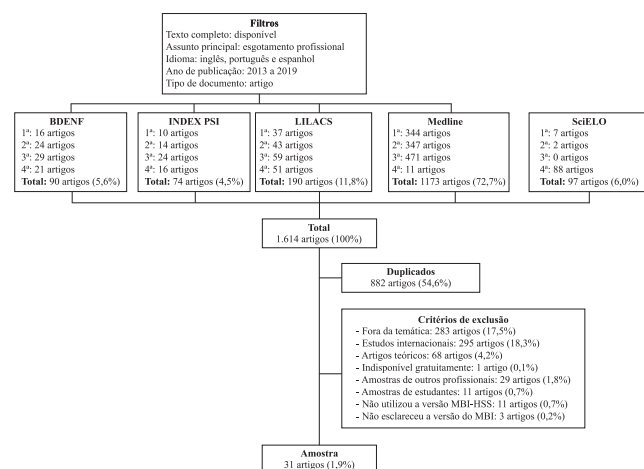 Filtros
Texto completo: disponível
Assunto principal: esgotamento profissional
Idioma: inglês, português e espanhol
Ano de publicação: 2013 a 2019
Tipo de documento: artigo
BDENF
1ª: 16 artigos
2ª: 24 artigos
3ª: 29 artigos
4ª: 21 artigos
Total: 90 artigos (5,6%)
INDEX PSI
1ª: 10 artigos
2ª: 14 artigos
3ª: 24 artigos
4ª: 16 artigos
Total: 74 artigos (4,5%)
LILACS
1ª: 37 artigos
2ª: 43 artigos
3ª: 59 artigos
4ª: 51 artigos
Total: 190 artigos (11,8%)
Medline
1ª: 344 artigos
2ª: 347 artigos
3ª: 471 artigos
4ª: 11 artigos
Total: 1173 artigos (72,7%)
SciELO
1ª: 7 artigos
2ª: 2 artigos
3ª: 0 artigos
4ª: 88 artigos
Total: 97 artigos (6,0%)
Total
1.614 artigos (100%)
Duplicados
882 artigos (54,6%)
Critérios de exclusão
- Fora da temática: 283 artigos (17,5%)
- Estudos internacionais: 295 artigos (18,3%)
- Artigos teóricos: 68 artigos (4,2%)
- Indisponível gratuitamente: 1 artigo (0,1%)
- Amostras de outros profissionais: 29 artigos (1,8%)
- Amostras de estudantes: 11 artigos (0,7%)
- Não utilizou a versão MBI-HSS: 11 artigos (0,7%)
- Não esclareceu a versão do MBI: 3 artigos (0,2%)
Amostra
31 artigos (1,9%)